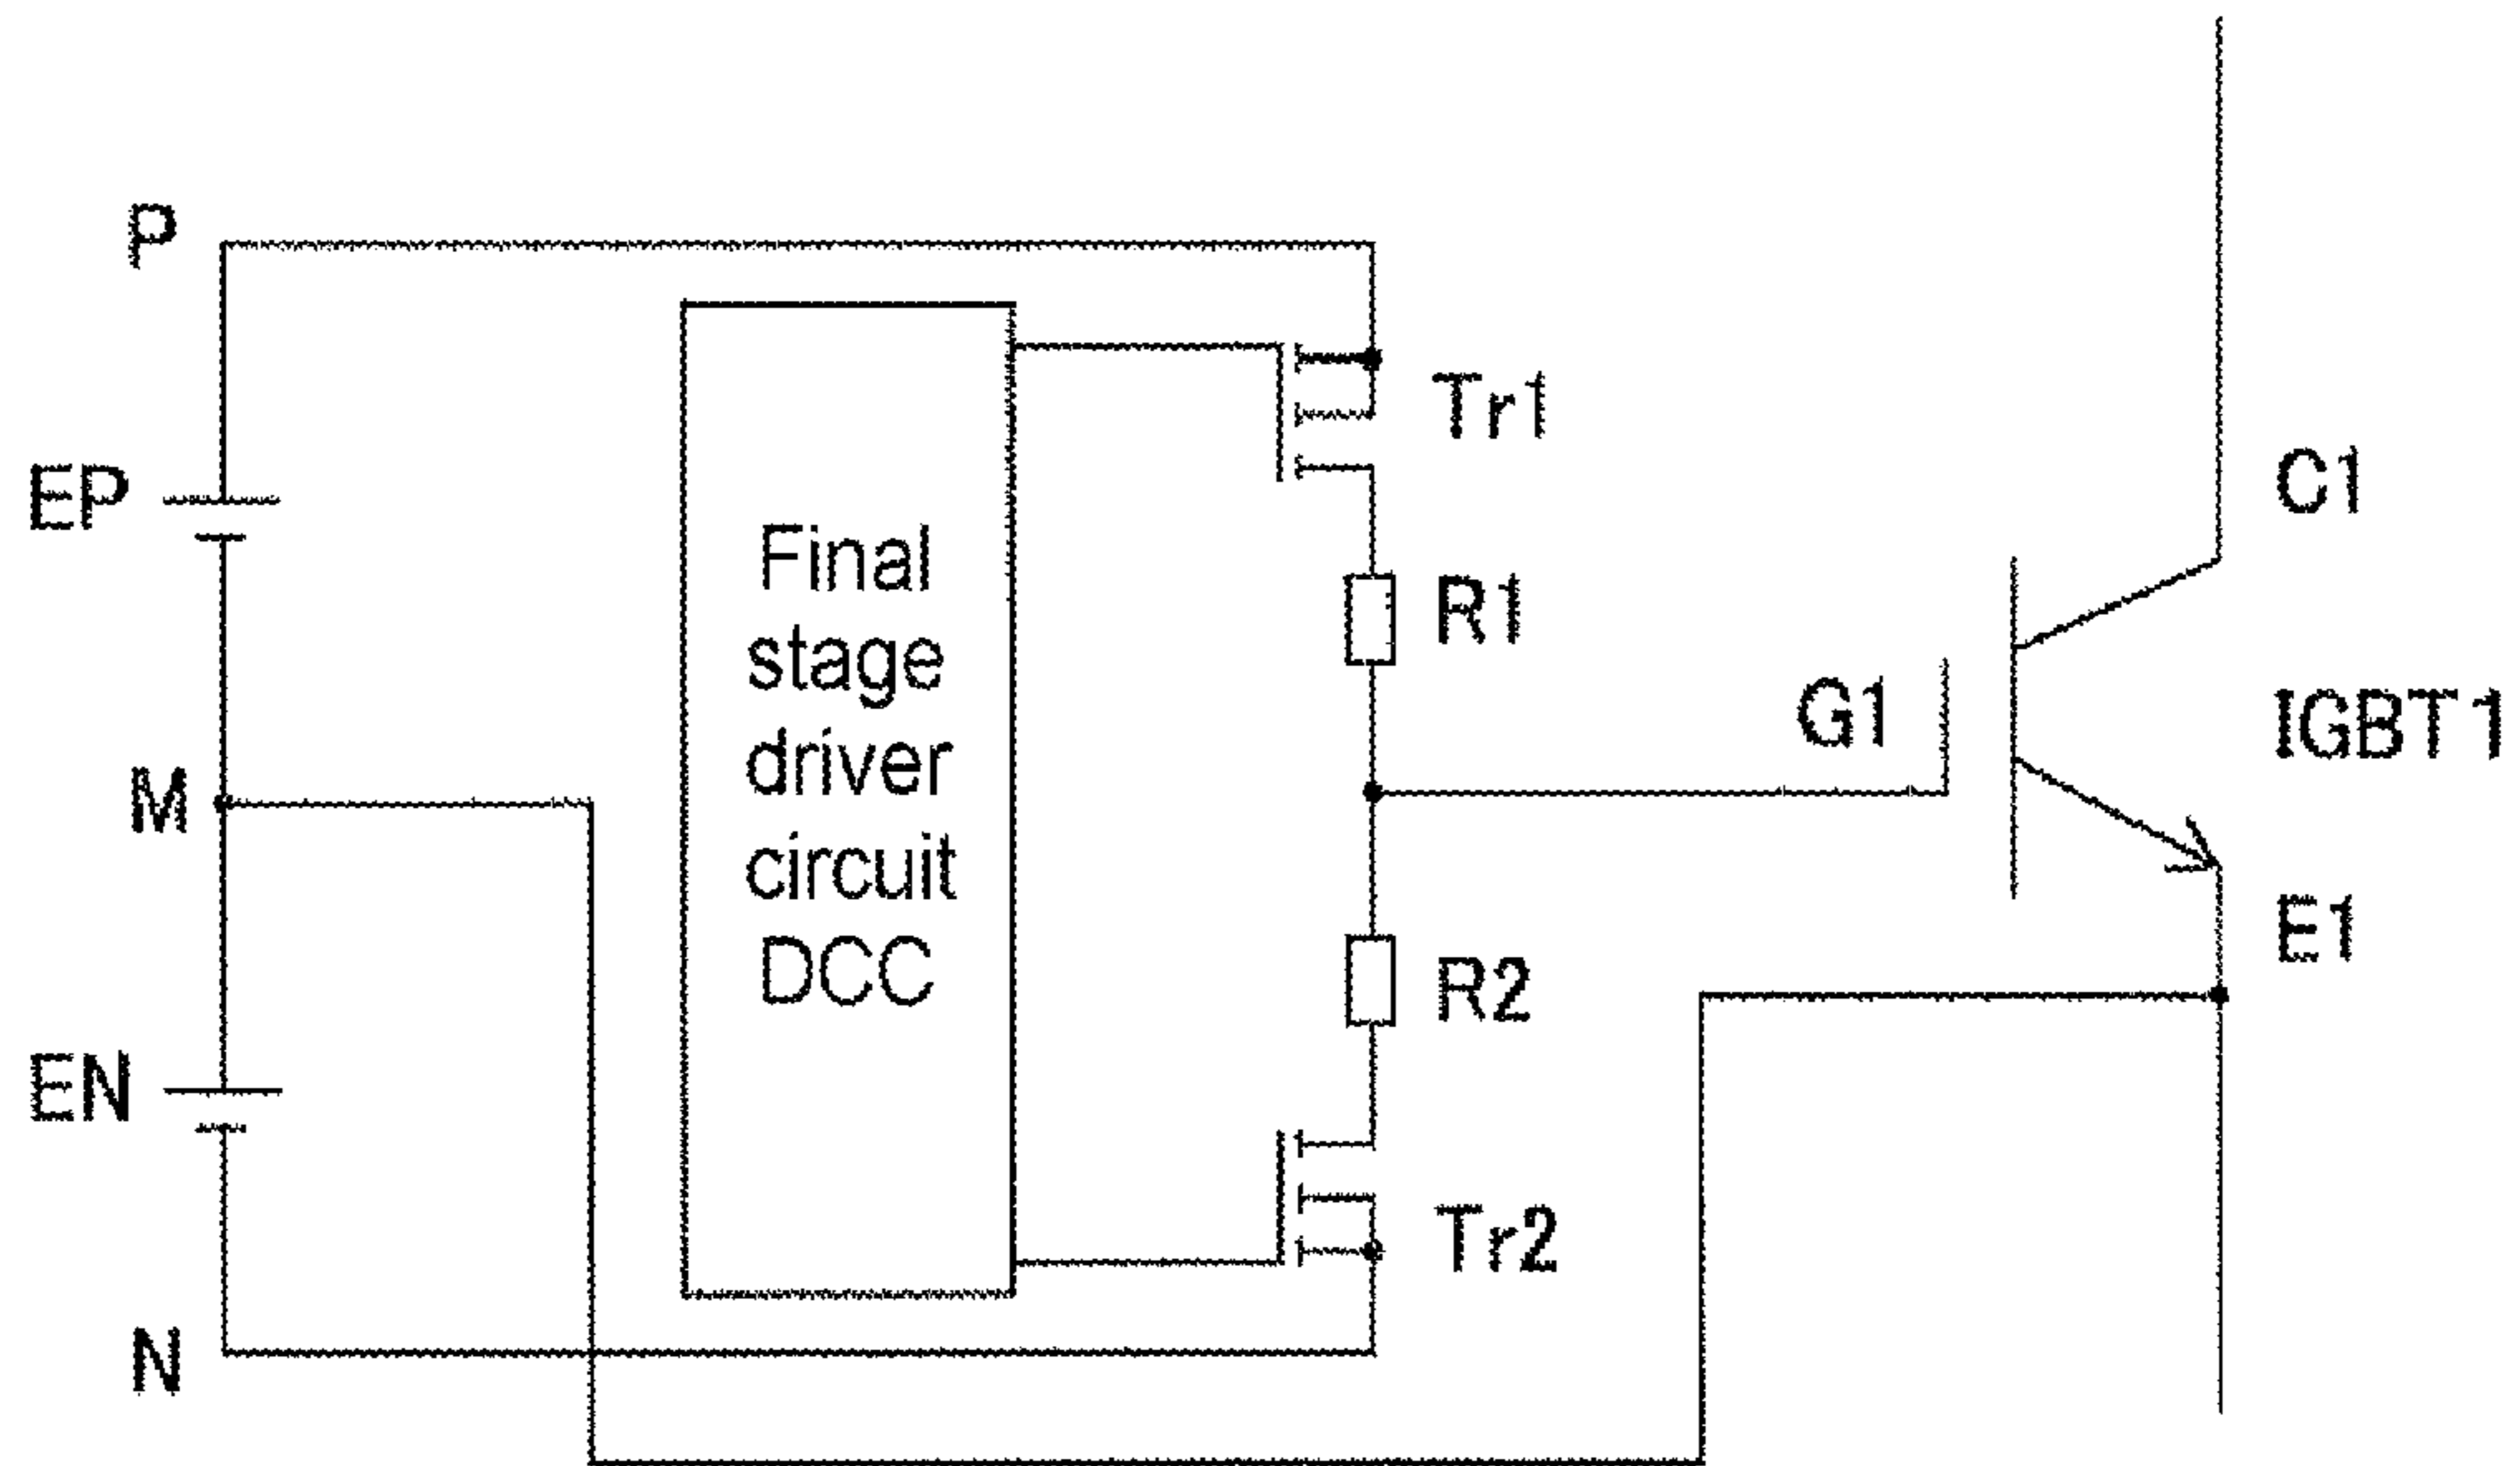 P
EP
M
EN
N
Final
stage
driver
circuit
DCC
Tr1
R1
R2
Tr2
G1
C1
IGBT1
E1